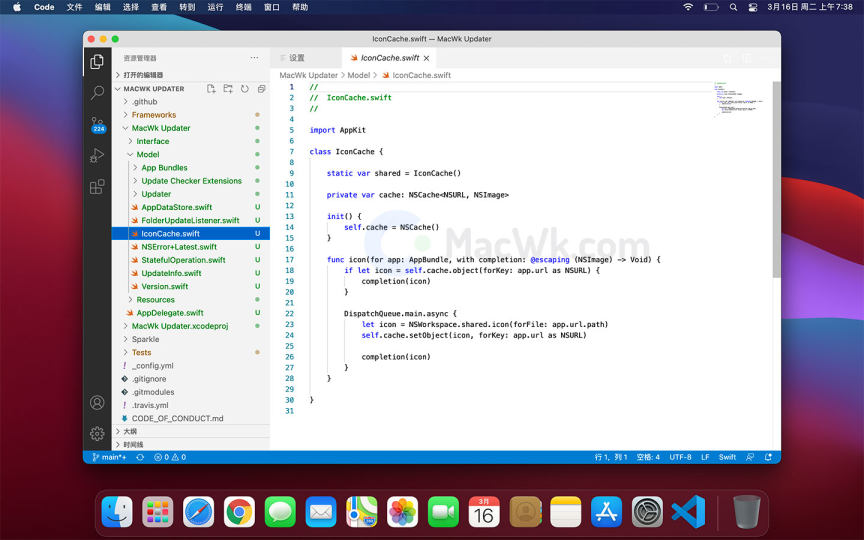 Code 文件 编辑 选择 查看 转到 运行 终端 窗口 帮助 3月16日 周二 上午7:38
IconCache.swift — MacWk Updater
资源管理器
打开的编辑器
MACWK UPDATER
.github
Frameworks
MacWk Updater
Interface
Model
App Bundles
Update Checker Extensions
Updater
AppDataStore.swift U
FolderUpdateListener.swift U
IconCache.swift U
NSError+Latest.swift U
StatefulOperation.swift U
UpdateInfo.swift U
Version.swift U
Resources
AppDelegate.swift U
MacWk Updater.xcodeproj
Sparkle
Tests
! _config.yml
.gitignore
.gitmodules
! .travis.yml
CODE_OF_CONDUCT.md
大纲
时间线
224
设置 IconCache.swift
MacWk Updater > Model > IconCache.swift
1 //
2 //  IconCache.swift
3 //
4
5 import AppKit
6
7 class IconCache {
8
9     static var shared = IconCache()
10
11     private var cache: NSCache<NSURL, NSImage>
12
13     init() {
14         self.cache = NSCache()
15     }
16
17     func icon(for app: AppBundle, with completion: @escaping (NSImage) -> Void) {
18         if let icon = self.cache.object(forKey: app.url as NSURL) {
19             completion(icon)
20         }
21
22         DispatchQueue.main.async {
23             let icon = NSWorkspace.shared.icon(forFile: app.url.path)
24             self.cache.setObject(icon, forKey: app.url as NSURL)
25
26             completion(icon)
27         }
28     }
29
30 }
31
MacWk.com
main*+ 0 0 行 1, 列 1 空格: 4 UTF-8 LF Swift
3月
16